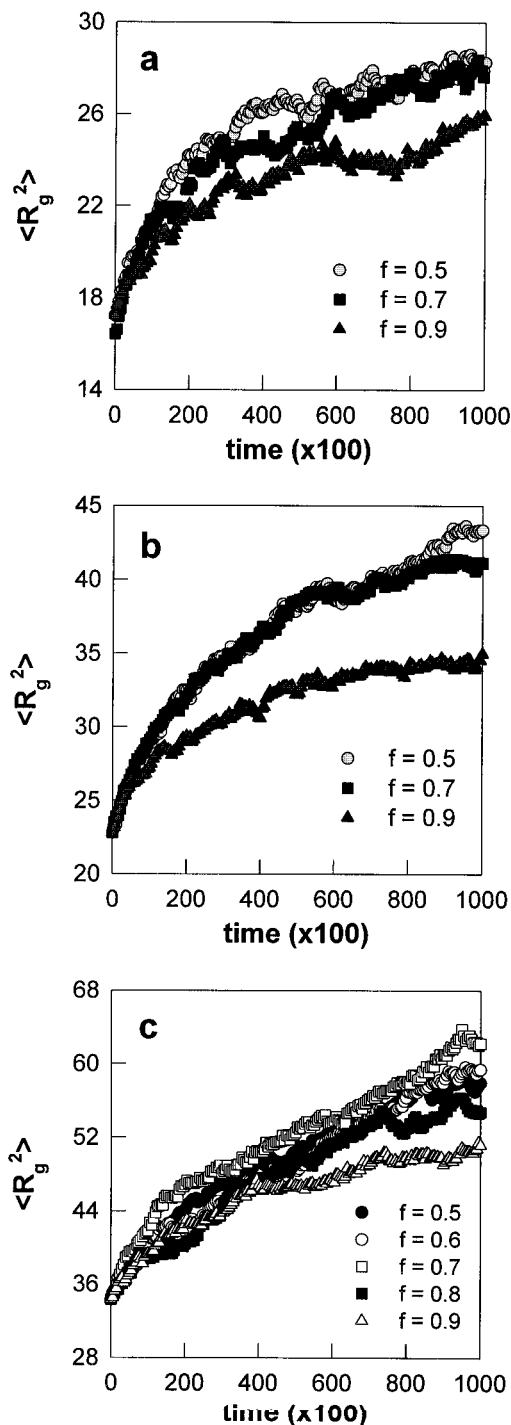 30
a
26
<R_g^2>
22
f = 0.5
f = 0.7
18
f = 0.9
14
0 200 400 600 800 1000
time (x100)
45
b
40
35
<R_g^2>
30
f = 0.5
f = 0.7
25
f = 0.9
20
0 200 400 600 800 1000
time (x100)
68
c
60
52
<R_g^2>
44
f = 0.5
f = 0.6
36
f = 0.7
f = 0.8
f = 0.9
28
0 200 400 600 800 1000
time (x100)